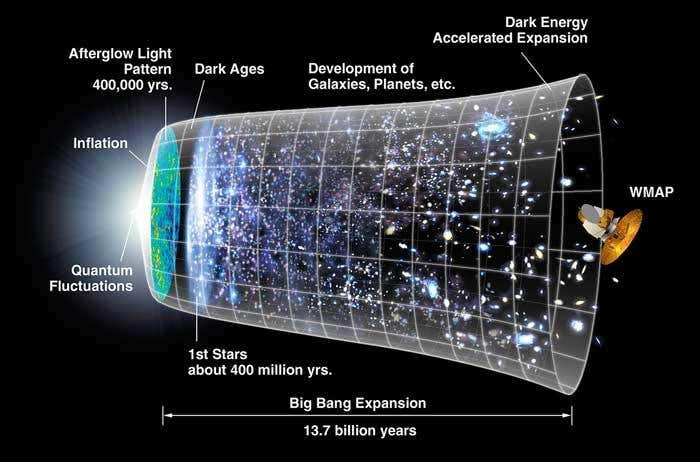 Dark Energy
Accelerated Expansion
Afterglow Light
Pattern
400,000 yrs.
Dark Ages
Development of
Galaxies, Planets, etc.
Inflation
WMAP
Quantum
Fluctuations
1st Stars
about 400 million yrs.
Big Bang Expansion
13.7 billion years